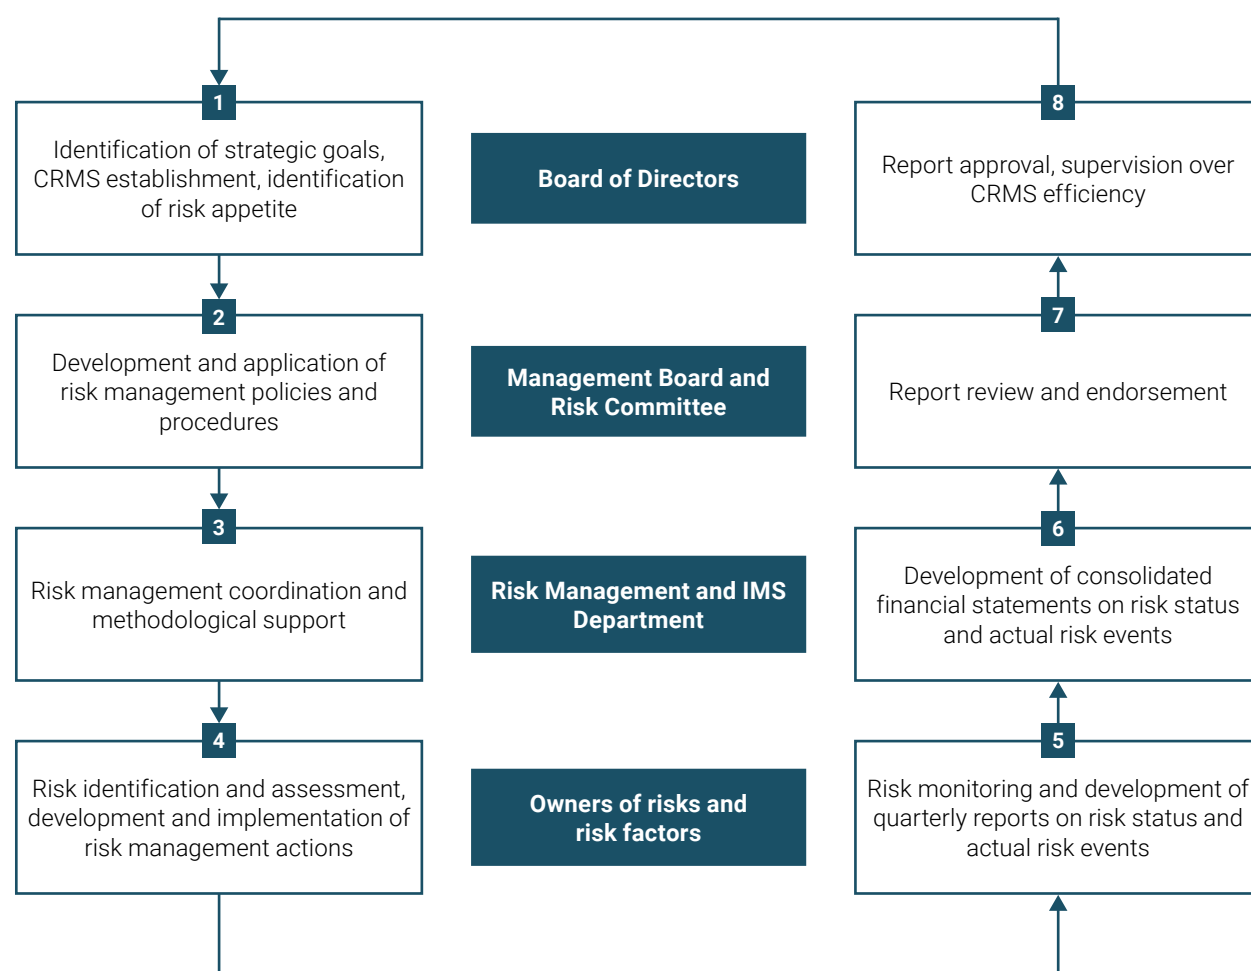 1
Identification of strategic goals,
CRMS establishment, identification
of risk appetite
Board of Directors
8
Report approval, supervision over
CRMS efficiency
2
Development and application of
risk management policies and
procedures
Management Board and
Risk Committee
7
Report review and endorsement
3
Risk management coordination and
methodological support
Risk Management and IMS
Department
6
Development of consolidated
financial statements on risk status
and actual risk events
4
Risk identification and assessment,
development and implementation of
risk management actions
Owners of risks and
risk factors
5
Risk monitoring and development of
quarterly reports on risk status and
actual risk events